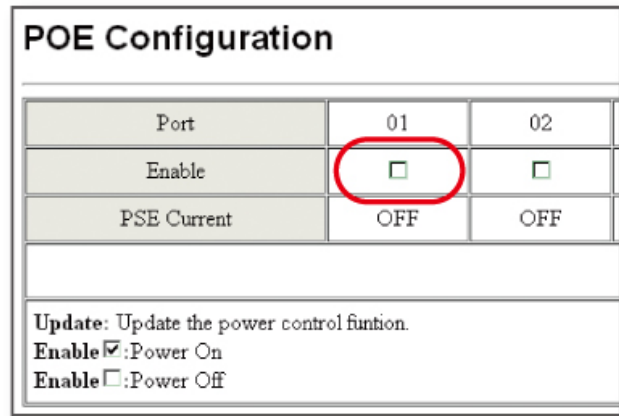 POE Configuration
Port 01 02
Enable
PSE Current OFF OFF
Update: Update the power control funtion.
Enable☑:Power On
Enable☐:Power Off